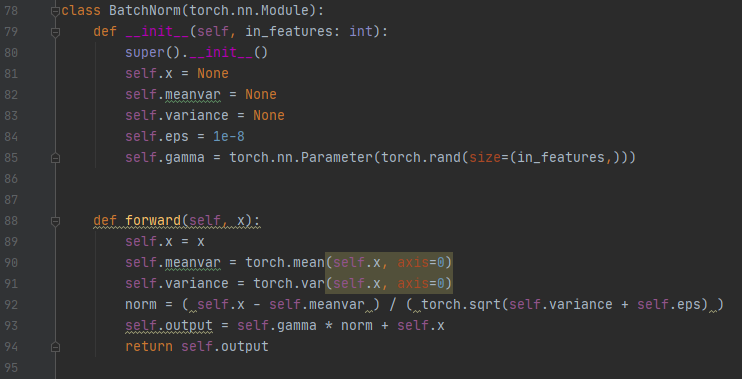 78 class BatchNorm(torch.nn.Module):
79     def __init__(self, in_features: int):
80         super().__init__()
81         self.x = None
82         self.meanvar = None
83         self.variance = None
84         self.eps = 1e-8
85         self.gamma = torch.nn.Parameter(torch.rand(size=(in_features,)))
86
87
88     def forward(self, x):
89         self.x = x
90         self.meanvar = torch.mean(self.x, axis=0)
91         self.variance = torch.var(self.x, axis=0)
92         norm = ( self.x - self.meanvar ) / ( torch.sqrt(self.variance + self.eps) )
93         self.output = self.gamma * norm + self.x
94         return self.output
95